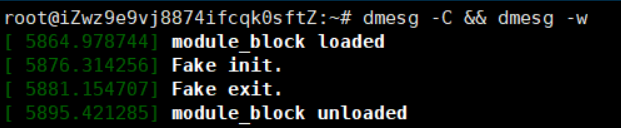 root@iZwz9e9vj8874ifcqk0sftZ:~# dmesg -C && dmesg -w
[ 5864.978744] module_block loaded
[ 5876.314256] Fake init.
[ 5881.154707] Fake exit.
[ 5895.421285] module_block unloaded